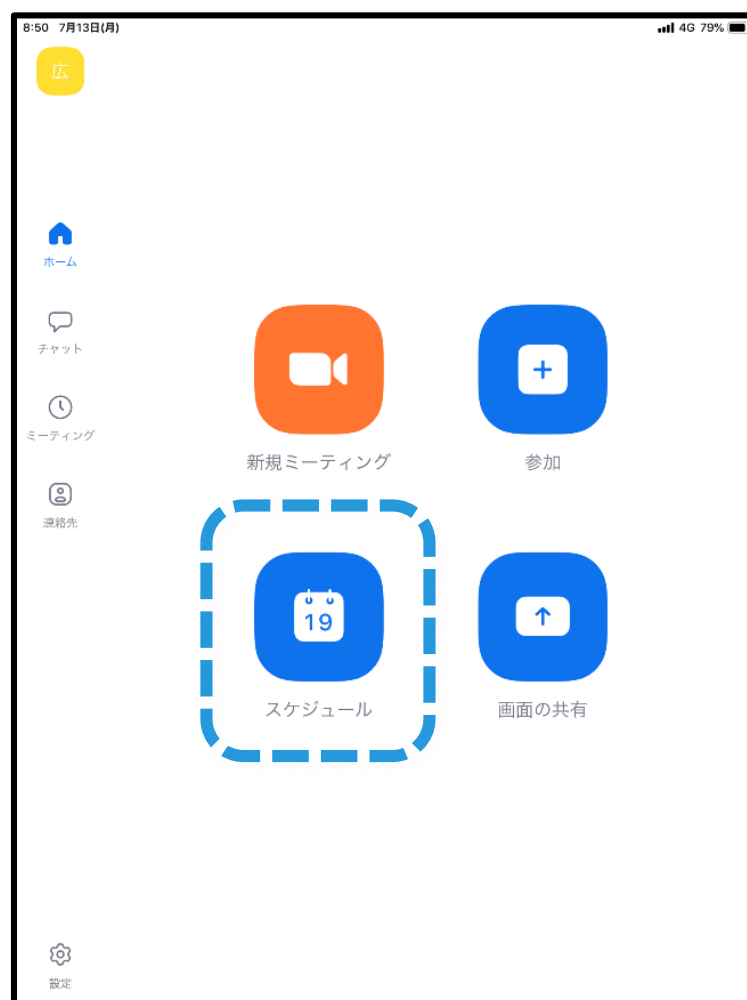 8:50 7月13日(月)
4G 79%
広
ホーム
チャット
ミーティング
連絡先
新規ミーティング
参加
19
スケジュール
画面の共有
設定